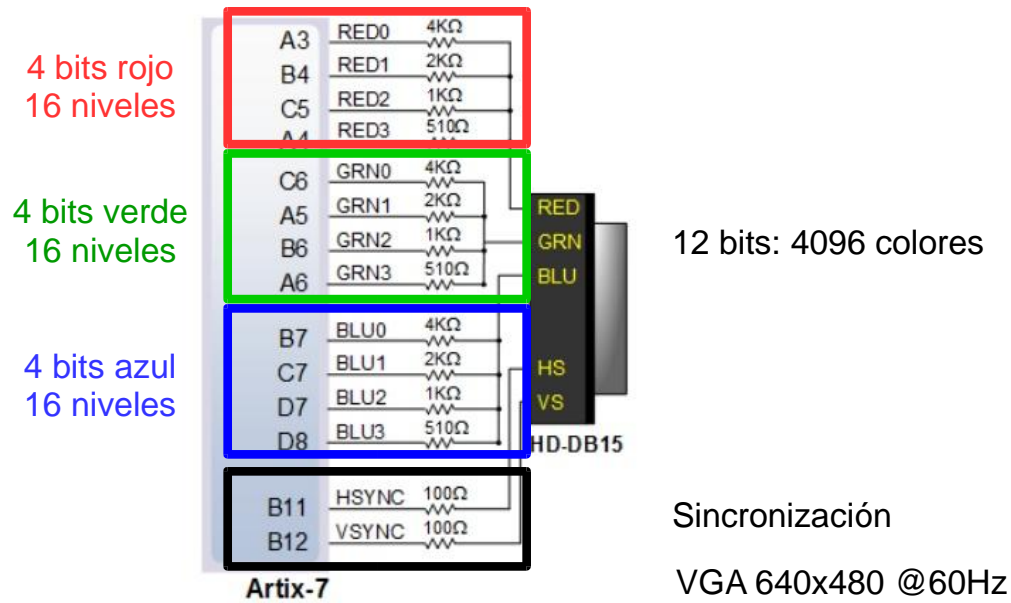 4 bits rojo
16 niveles
A3 RED0 4KΩ
B4 RED1 2KΩ
C5 RED2 1KΩ
A4 RED3 510Ω
4 bits verde
16 niveles
C6 GRN0 4KΩ
A5 GRN1 2KΩ
B6 GRN2 1KΩ
A6 GRN3 510Ω
4 bits azul
16 niveles
B7 BLU0 4KΩ
C7 BLU1 2KΩ
D7 BLU2 1KΩ
D8 BLU3 510Ω
B11 HSYNC 100Ω
B12 VSYNC 100Ω
Artix-7
RED
GRN
BLU
HS
VS
HD-DB15
12 bits: 4096 colores
Sincronización
VGA 640x480 @60Hz